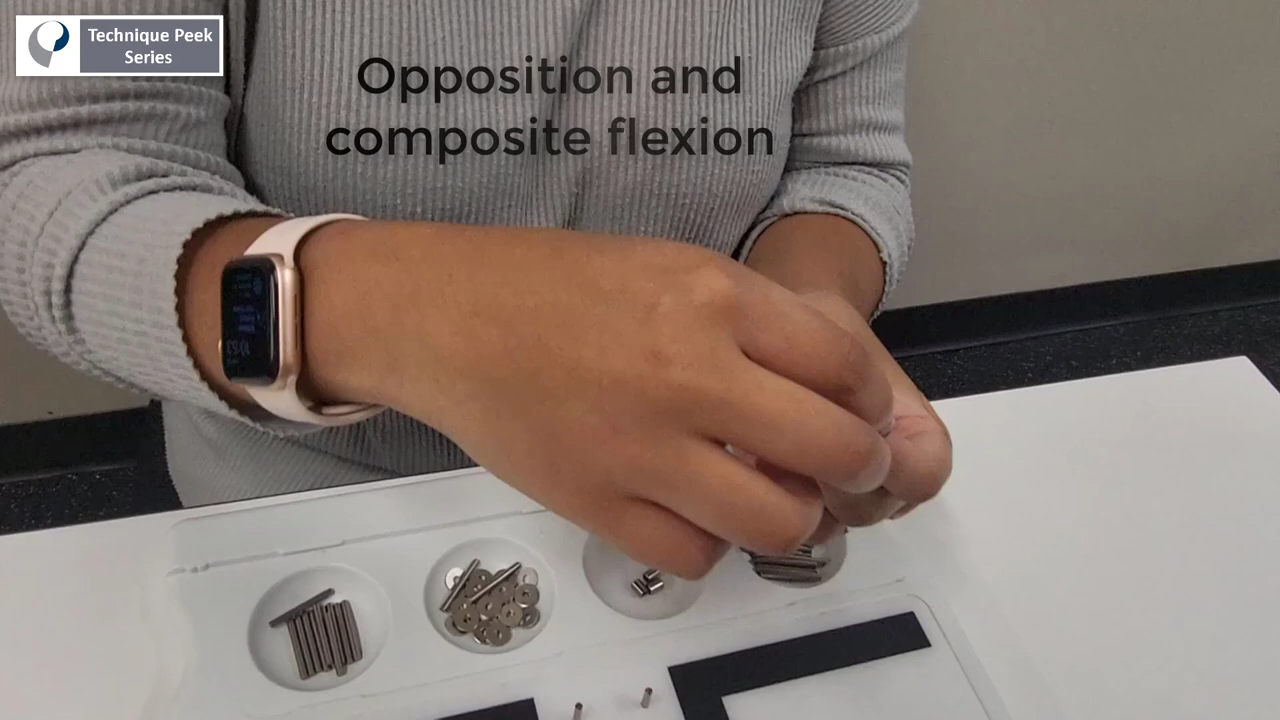 Technique Peek
Series
Opposition and
composite flexion